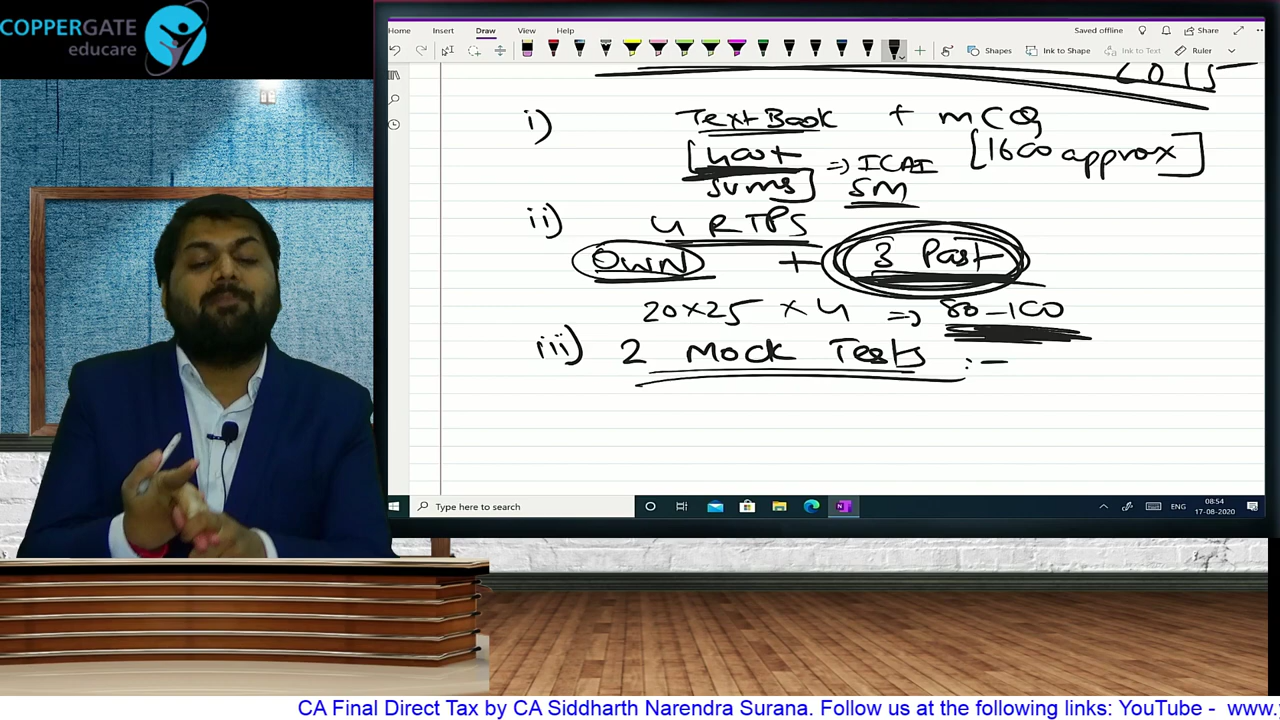 COPPERGATE
educare
Home Insert Draw View Help Saved offline Share
Shapes Ink to Shape Ink to Text Ruler
2015
i) Text Book + MCQ
[400+ => ICAI [1600 approx]
sums] SM
ii) 4 RTPS
OWN + 3 Past
20x25 x 4 => 80-100
iii) 2 Mock Tests :-
Type here to search
ENG 08:54
17-08-2020
CA Final Direct Tax by CA Siddharth Narendra Surana. Follow us at the following links: YouTube - www.